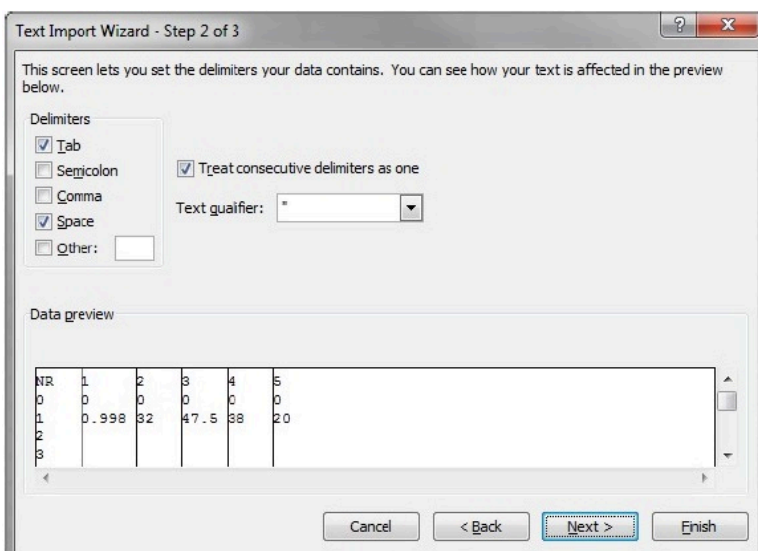 Text Import Wizard - Step 2 of 3
This screen lets you set the delimiters your data contains. You can see how your text is affected in the preview
below.
Delimiters
Tab
Semicolon
Comma
Space
Other:
Treat consecutive delimiters as one
Text quaifier: "
Data preview
NR 1 2 3 4 5
0 0 0 0 0 0
1 0.998 32 47.5 38 20
2
3
Cancel < Back Next > Finish